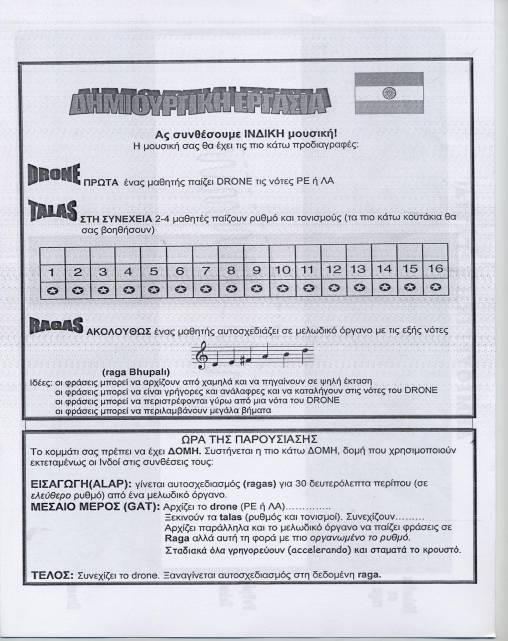 ΔΗΜΙΟΥΡΓΙΚΗ ΕΡΓΑΣΙΑ
Ας συνθέσουμε ΙΝΔΙΚΗ μουσική!
Η μουσική σας θα έχει τις πιο κάτω προδιαγραφές:
DRONE ΠΡΩΤΑ ένας μαθητής παίζει DRONE τις νότες ΡΕ ή ΛΑ
TALAS ΣΤΗ ΣΥΝΕΧΕΙΑ 2-4 μαθητές παίζουν ρυθμό και τονισμούς (τα πιο κάτω κουτάκια θα
σας βοηθήσουν)
1 2 3 4 5 6 7 8 9 10 11 12 13 14 15 16
RAGAS ΑΚΟΛΟΥΘΩΣ ένας μαθητής αυτοσχεδιάζει σε μελωδικό όργανο με τις εξής νότες
(raga Bhupali)
Ιδέες: οι φράσεις μπορεί να αρχίζουν από χαμηλά και να πηγαίνουν σε ψηλή έκταση
οι φράσεις μπορεί να είναι γρήγορες και ανάλαφρες και να καταλήγουν στις νότες του DRONE
οι φράσεις μπορεί να περιστρέφονται γύρω από μια νότα του DRONE
οι φράσεις μπορεί να περιλαμβάνουν μεγάλα βήματα
ΩΡΑ ΤΗΣ ΠΑΡΟΥΣΙΑΣΗΣ
Το κομμάτι σας πρέπει να έχει ΔΟΜΗ. Συστήνεται η πιο κάτω ΔΟΜΗ, δομή που χρησιμοποιούν
εκτεταμένως οι Ινδοί στις συνθέσεις τους:
ΕΙΣΑΓΩΓΗ(ALAP): γίνεται αυτοσχεδιασμός (ragas) για 30 δευτερόλεπτα περίπου (σε
ελεύθερο ρυθμό) από ένα μελωδικό όργανο.
ΜΕΣΑΙΟ ΜΕΡΟΣ (GAT): Αρχίζει το drone (ΡΕ ή ΛΑ)..............
Ξεκινούν τα talas (ρυθμός και τονισμοί). Συνεχίζουν.........
Αρχίζει παράλληλα και το μελωδικό όργανο να παίζει φράσεις σε
Raga αλλά αυτή τη φορά με πιο οργανωμένο το ρυθμό.
Σταδιακά όλα γρηγορεύουν (accelerando) και σταματά το κρουστό.
ΤΕΛΟΣ: Συνεχίζει το drone. Ξαναγίνεται αυτοσχεδιασμός στη δεδομένη raga.